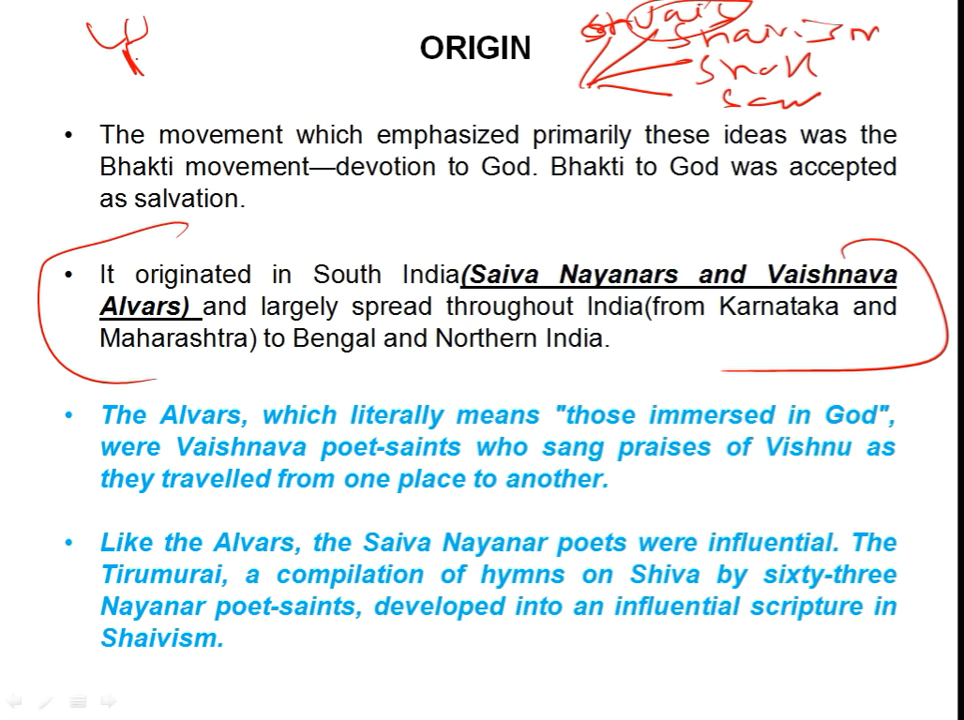 ORIGIN
• The movement which emphasized primarily these ideas was the
Bhakti movement—devotion to God. Bhakti to God was accepted
as salvation.
• It originated in South India(Saiva Nayanars and Vaishnava
Alvars) and largely spread throughout India(from Karnataka and
Maharashtra) to Bengal and Northern India.
• The Alvars, which literally means "those immersed in God",
were Vaishnava poet-saints who sang praises of Vishnu as
they travelled from one place to another.
• Like the Alvars, the Saiva Nayanar poets were influential. The
Tirumurai, a compilation of hymns on Shiva by sixty-three
Nayanar poet-saints, developed into an influential scripture in
Shaivism.